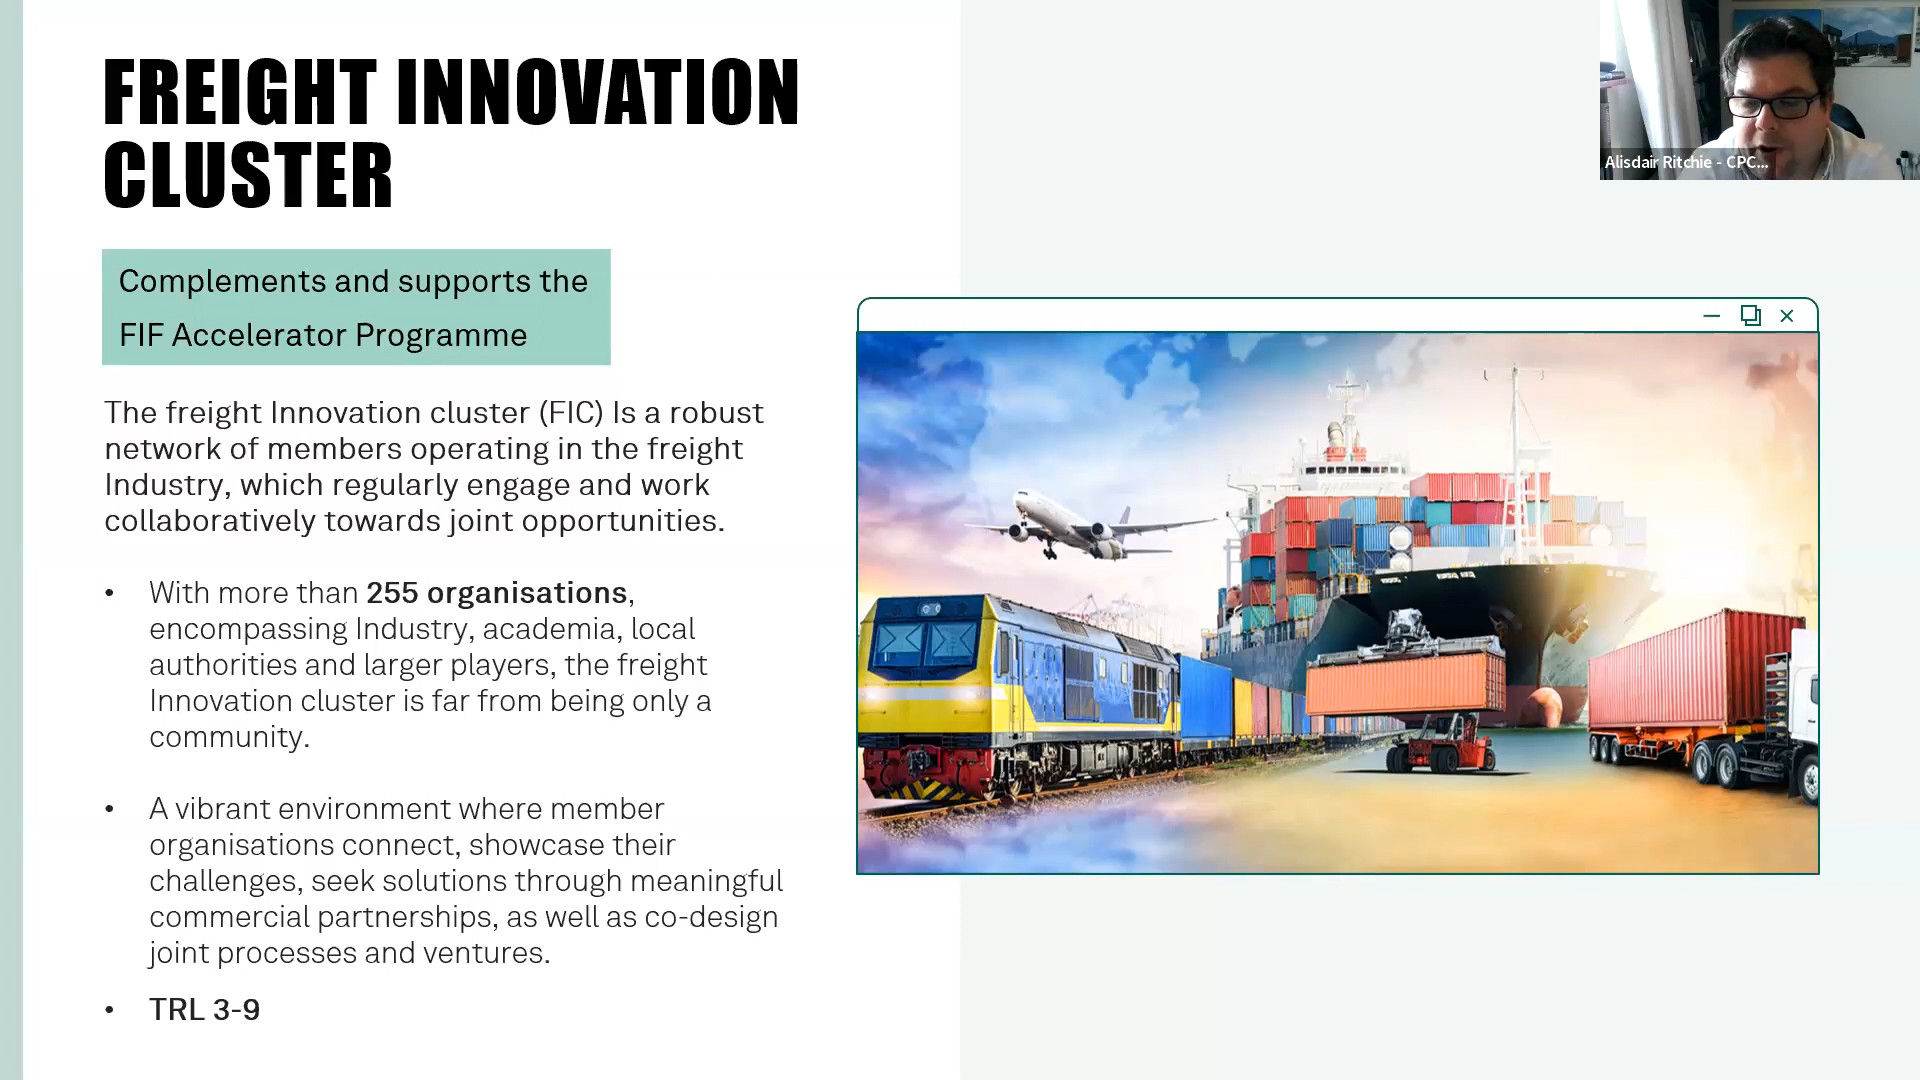 FREIGHT INNOVATION
CLUSTER
Complements and supports the
FIF Accelerator Programme
The freight Innovation cluster (FIC) Is a robust
network of members operating in the freight
Industry, which regularly engage and work
collaboratively towards joint opportunities.
• With more than 255 organisations,
encompassing Industry, academia, local
authorities and larger players, the freight
Innovation cluster is far from being only a
community.
• A vibrant environment where member
organisations connect, showcase their
challenges, seek solutions through meaningful
commercial partnerships, as well as co-design
joint processes and ventures.
• TRL 3-9
Alisdair Ritchie - CPC...